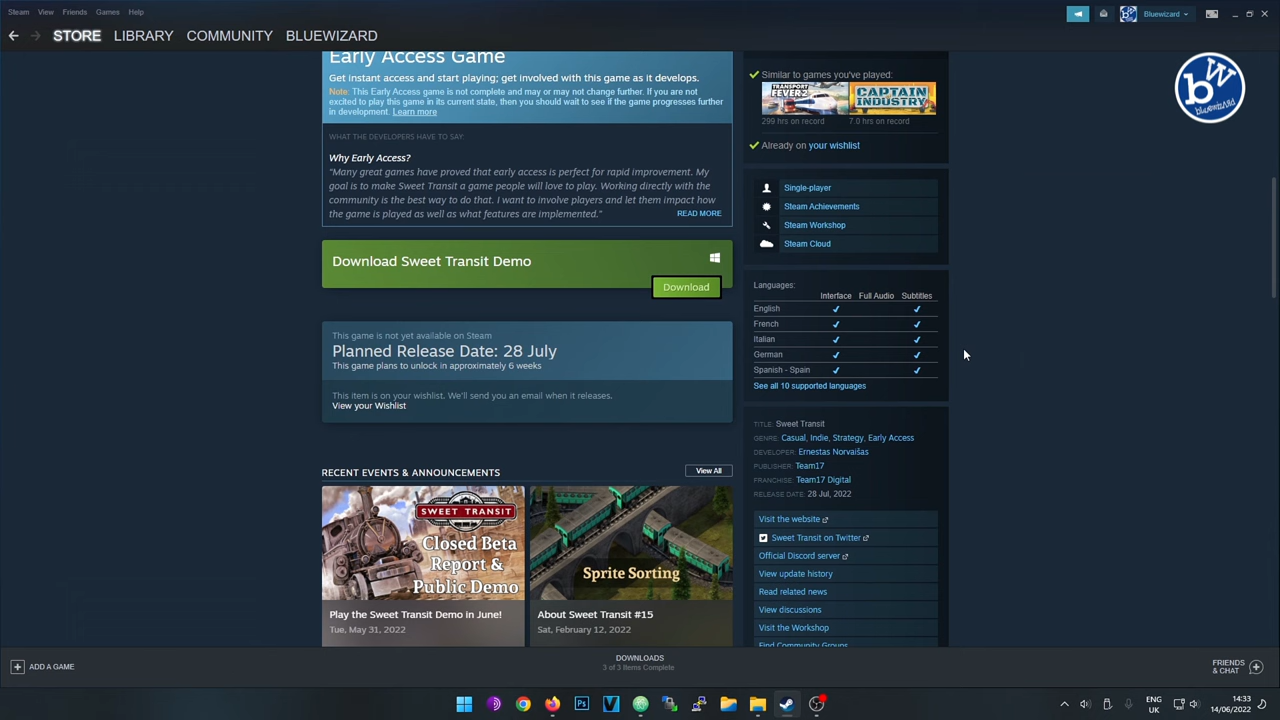 Steam View Friends Games Help
Bluewizard
STORE LIBRARY COMMUNITY BLUEWIZARD
bW
bluewizard
Early Access Game
Get instant access and start playing; get involved with this game as it develops.
Note: This Early Access game is not complete and may or may not change further. If you are
not excited to play this game in its current state, then you should wait to see if the game progresses further
in development. Learn more
WHAT THE DEVELOPERS HAVE TO SAY:
Why Early Access?
“Many great games have proved that early access is perfect for rapid improvement. My
goal is to make Sweet Transit a game people will love to play. Working directly with the
community is the best way to do that. I want to involve players and let them impact how
the game is played as well as what features are implemented.”
READ MORE
Download Sweet Transit Demo
Download
This game is not yet available on Steam
Planned Release Date: 28 July
This game plans to unlock in approximately 6 weeks
This item is on your wishlist. We'll send you an email when it releases.
View your Wishlist
RECENT EVENTS & ANNOUNCEMENTS
View All
SWEET TRANSIT
Closed Beta
Report &
Public Demo
Play the Sweet Transit Demo in June!
Tue, May 31, 2022
Sprite Sorting
About Sweet Transit #15
Sat, February 12, 2022
Similar to games you've played:
TRANSPORT
FEVER 2
CAPTAIN
INDUSTRY
299 hrs on record
7.0 hrs on record
Already on your wishlist
Single-player
Steam Achievements
Steam Workshop
Steam Cloud
Languages:
Interface Full Audio Subtitles
English
French
Italian
German
Spanish - Spain
See all 10 supported languages
TITLE: Sweet Transit
GENRE: Casual, Indie, Strategy, Early Access
DEVELOPER: Ernestas Norvaišas
PUBLISHER: Team17
FRANCHISE: Team17 Digital
RELEASE DATE: 28 Jul, 2022
Visit the website
Sweet Transit on Twitter
Official Discord server
View update history
Read related news
View discussions
Visit the Workshop
Find Community Groups
ADD A GAME
DOWNLOADS
3 of 3 Items Complete
FRIENDS
& CHAT
Ps
ENG
UK
14:33
14/06/2022